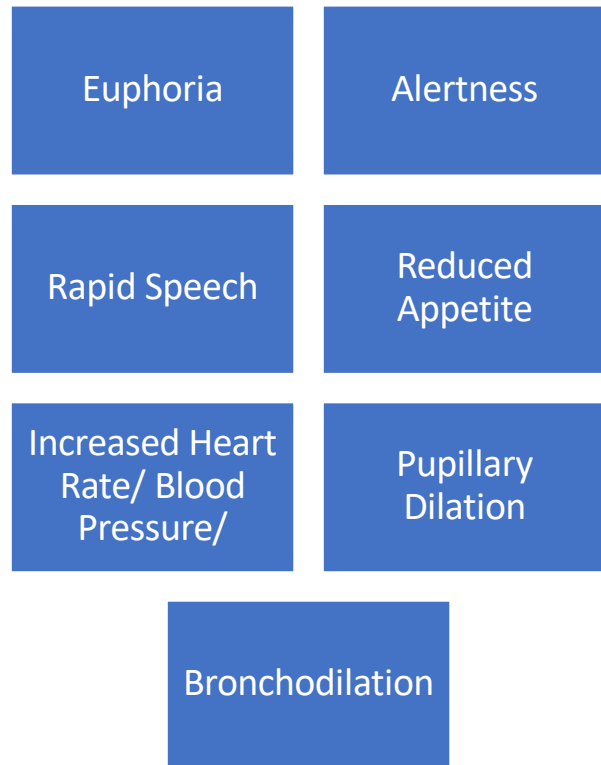 Euphoria
Alertness
Rapid Speech
Reduced
Appetite
Increased Heart
Rate/ Blood
Pressure/
Pupillary
Dilation
Bronchodilation